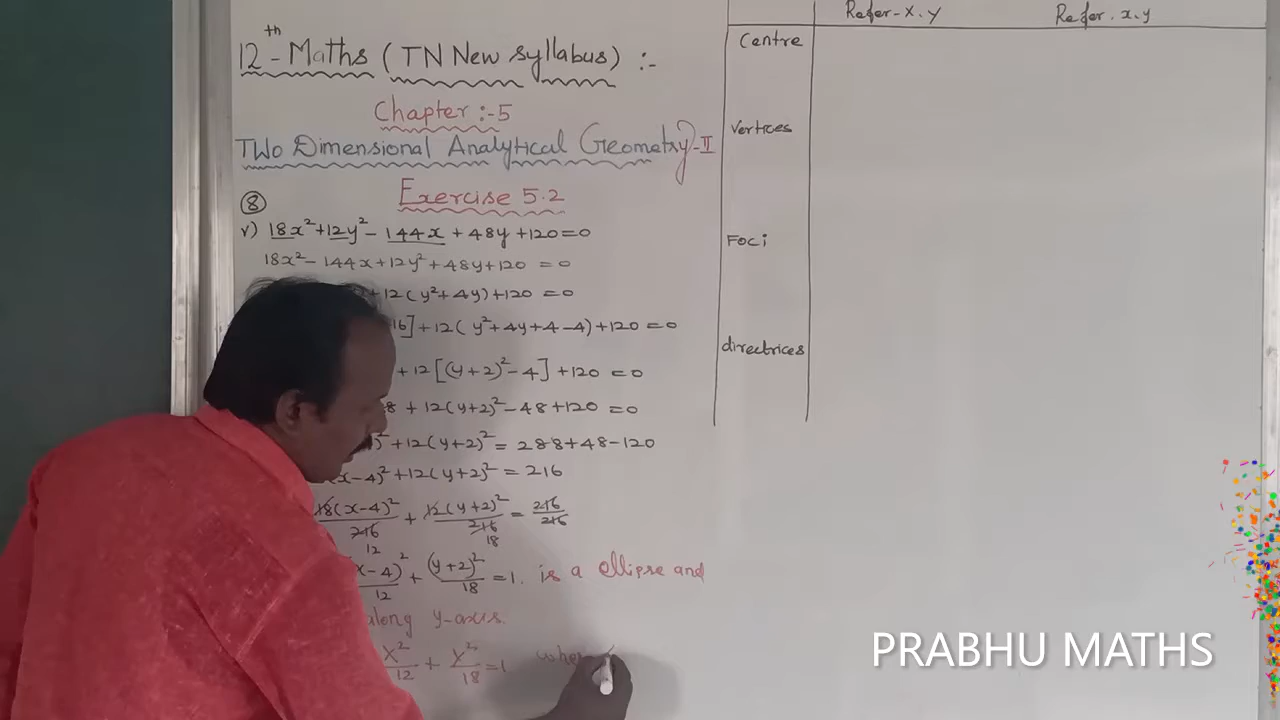 12th - Maths (TN New syllabus) :-
Chapter :-5
Two Dimensional Analytical Geometry-II
Exercise 5.2
⑧
v) 18x²+12y² - 144x + 48y +120=0
18x² - 144x + 12y² + 48y + 120 = 0
+12(y²+4y)+120 = 0
16]+12(y²+4y+4-4)+120=0
+12[(y+2)²-4]+120 = 0
8 + 12(y+2)² - 48+120 = 0
)²+12(y+2)² = 288+48-120
x-4)²+12(y+2)² = 216
18(x-4)²/216 + 12(y+2)²/216 = 216/216
12 18
x-4)²/12 + (y+2)²/18 = 1. is a ellipse and
along y-axis.
X²/12 + Y²/18 = 1
Refer-X.Y Refer.x.y
Centre
Vertices
Foci
directrices
PRABHU MATHS